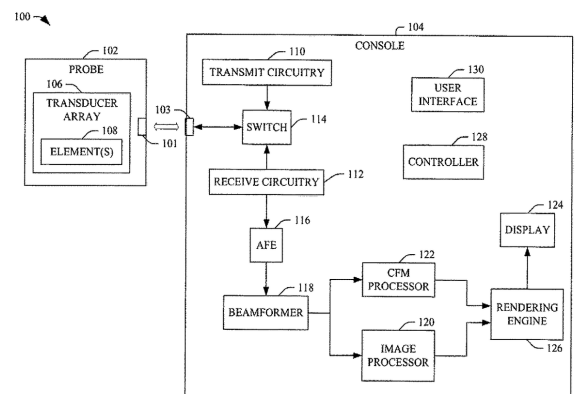 100
102
PROBE
106
TRANSDUCER
ARRAY
108
ELEMENT(S)
101
103
104
CONSOLE
110
TRANSMIT CIRCUITRY
SWITCH
114
RECEIVE CIRCUITRY
112
116
AFE
118
BEAMFORMER
130
USER
INTERFACE
128
CONTROLLER
124
DISPLAY
122
CFM
PROCESSOR
120
IMAGE
PROCESSOR
RENDERING
ENGINE
126